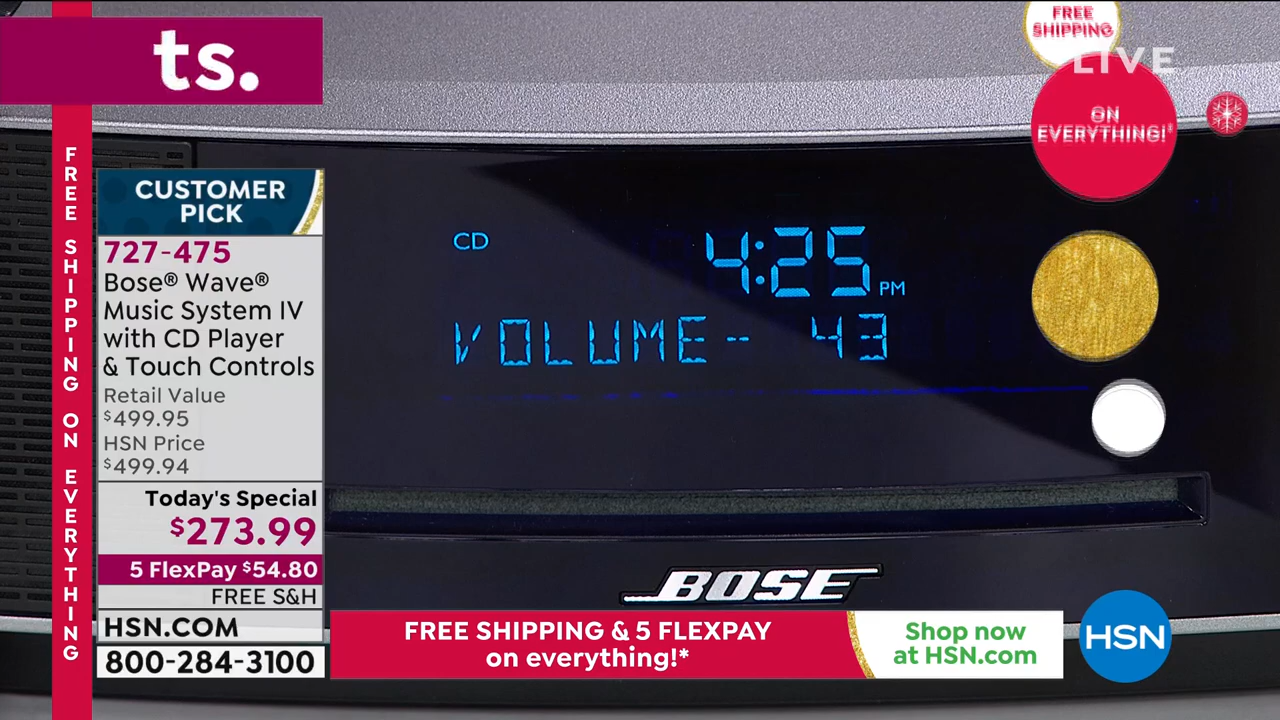 ts.
FREE SHIPPING ON EVERYTHING
CUSTOMER
PICK
727-475
Bose® Wave®
Music System IV
with CD Player
& Touch Controls
Retail Value
$499.95
HSN Price
$499.94
Today's Special
$273.99
5 FlexPay $54.80
FREE S&H
HSN.COM
800-284-3100
FREE
SHIPPING
LIVE
ON
EVERYTHING!‡
CD
4:25 PM
VOLUME- 43
BOSE
FREE SHIPPING & 5 FLEXPAY
on everything!*
Shop now
at HSN.com
HSN